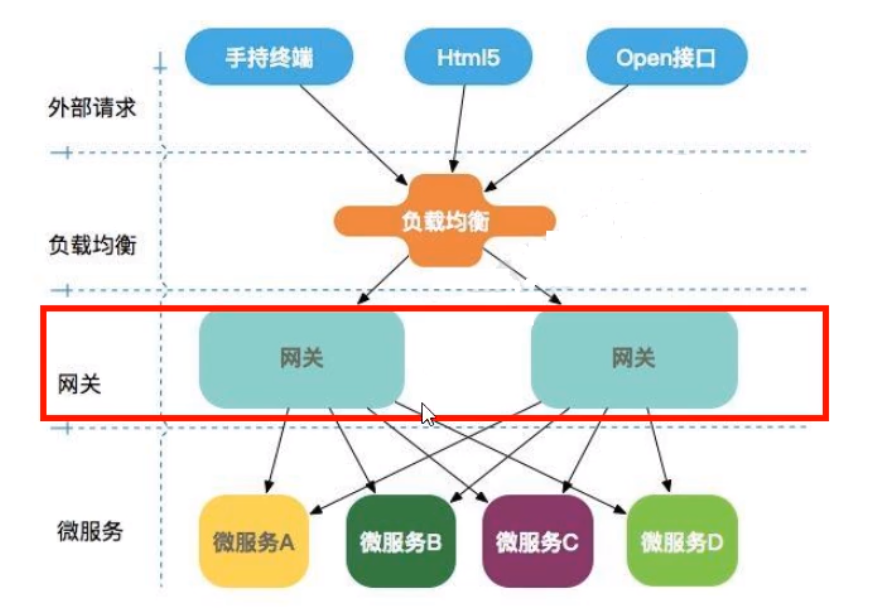 手持终端
Html5
Open接口
外部请求
负载均衡
负载均衡
网关
网关
网关
微服务
微服务A
微服务B
微服务C
微服务D